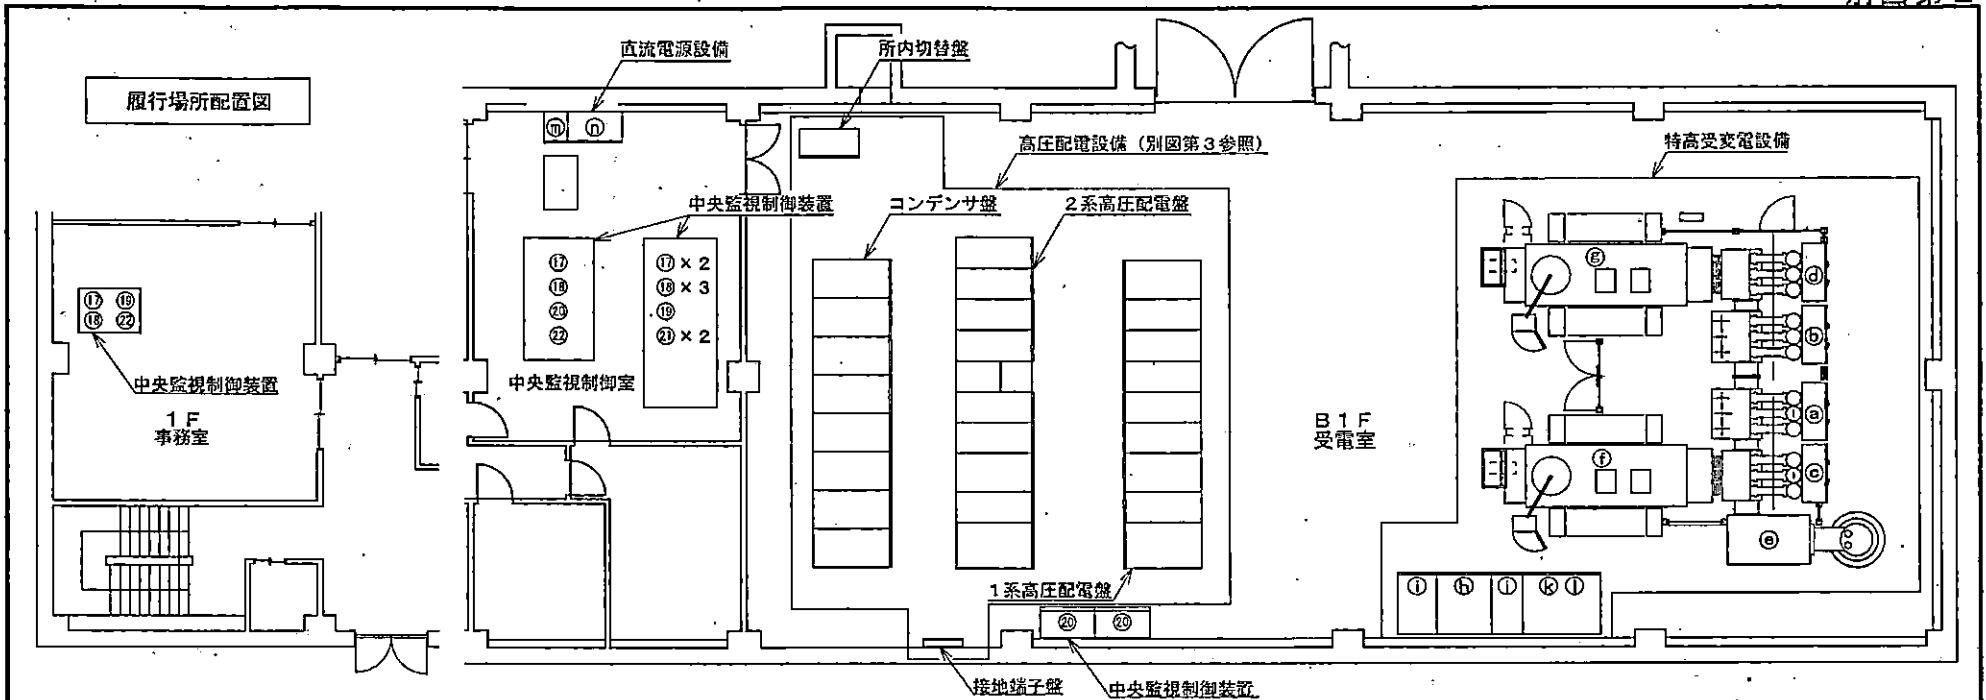 履行場所配置図
直流電源設備
所内切替盤
高圧配電設備（別図第3参照）
特高受変電設備
ⓜ ⓝ
中央監視制御装置
コンデンサ盤
2系高圧配電盤
⑰
⑱
⑳
㉒
⑰×2
⑱×3
⑲
㉑×2
中央監視制御室
⑰ ⑲
⑱ ㉒
中央監視制御装置
1F
事務室
B1F
受電室
ⓖ
ⓓ
ⓑ
ⓐ
ⓕ
ⓒ
ⓔ
1系高圧配電盤
ⓗ
ⓚ
⑳ ⑳
接地端子盤
中央監視制御装置